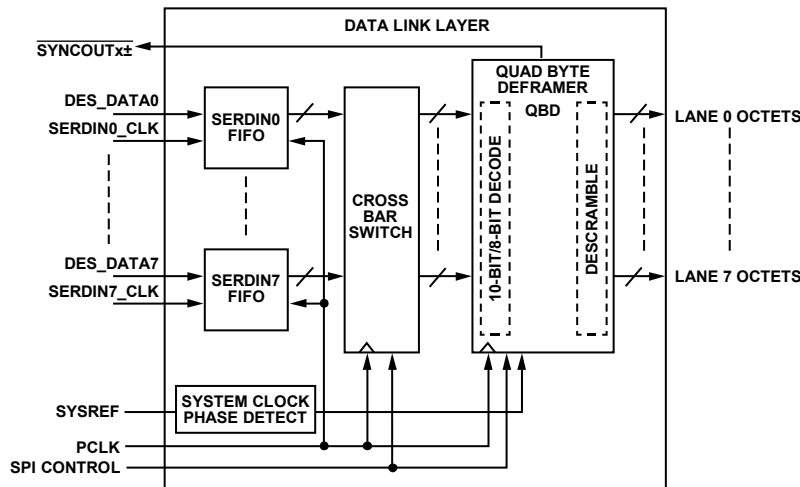 DATA LINK LAYER
SYNCOUTx±
QUAD BYTE
DEFRAMER
QBD
DES_DATA0
SERDIN0_CLK
SERDIN0
FIFO
LANE 0 OCTETS
CROSS
BAR
SWITCH
10-BIT/8-BIT DECODE
DESCRAMBLE
DES_DATA7
SERDIN7_CLK
SERDIN7
FIFO
LANE 7 OCTETS
SYSREF
SYSTEM CLOCK
PHASE DETECT
PCLK
SPI CONTROL